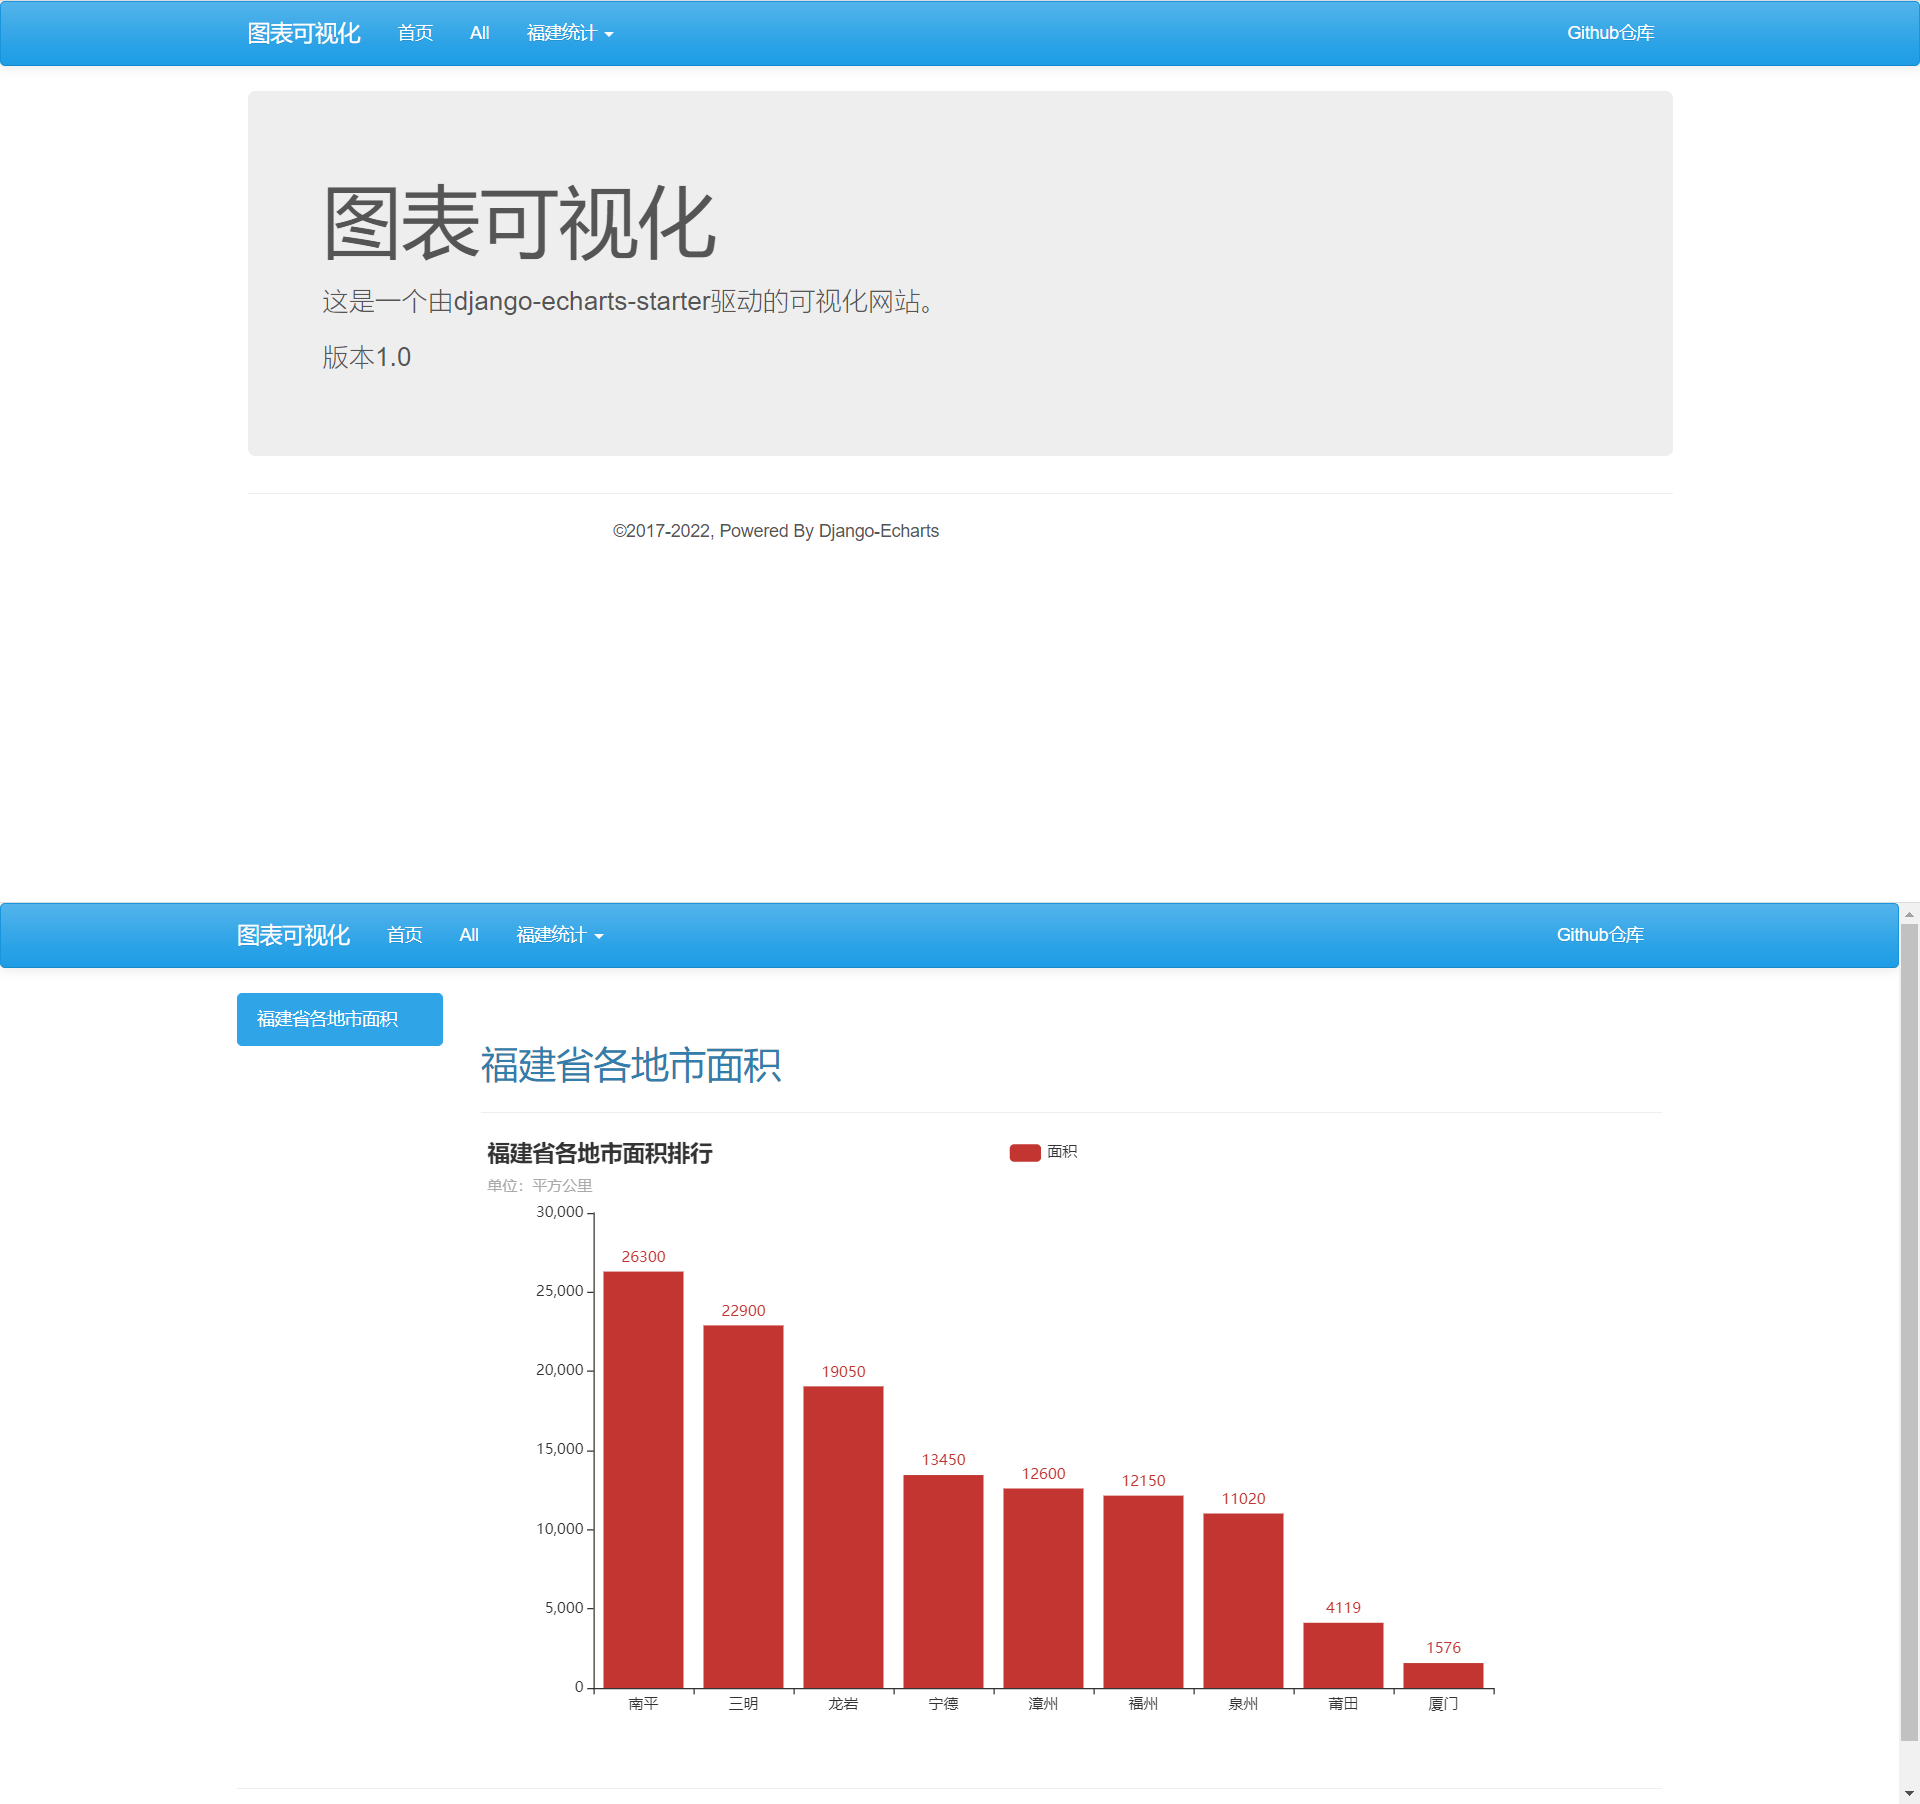 图表可视化 首页 All 福建统计 Github仓库
图表可视化
这是一个由django-echarts-starter驱动的可视化网站。
版本1.0
©2017-2022, Powered By Django-Echarts
图表可视化 首页 All 福建统计 Github仓库
福建省各地市面积
福建省各地市面积
福建省各地市面积排行
面积
单位：平方公里
30,000
25,000
20,000
15,000
10,000
5,000
0
26300
22900
19050
13450
12600
12150
11020
4119
1576
南平 三明 龙岩 宁德 漳州 福州 泉州 莆田 厦门